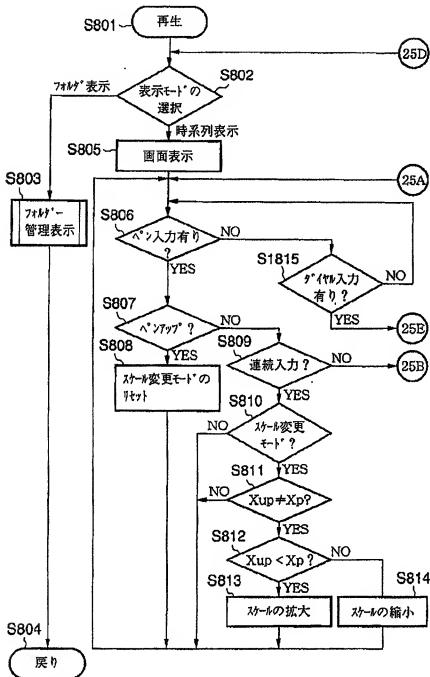 S801
再生
25D
S802
フォルダ表示
表示モードの
選択
時系列表示
S805
画面表示
25A
S803
フォルダー
管理表示
S806
ペン入力有り
?
NO
YES
S1815
ダイヤル入力
有り?
NO
YES
25E
S807
ペンアップ?
NO
YES
S808
スケール変更モードの
リセット
S809
連続入力?
NO
25B
YES
S810
スケール変更
モード?
NO
YES
S811
Xup≠Xp?
NO
YES
S812
Xup<Xp?
NO
YES
S813
スケールの拡大
S814
スケールの縮小
S804
戻り